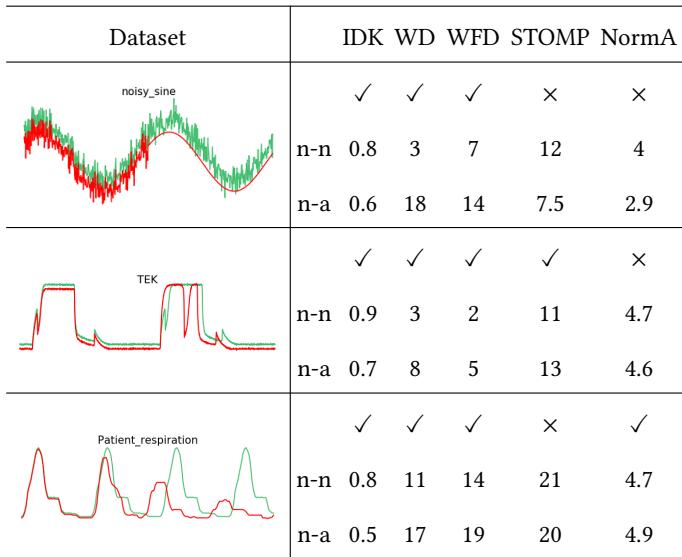 Dataset IDK WD WFD STOMP NormA
noisy_sine
✓ ✓ ✓ × ×
n-n 0.8 3 7 12 4
n-a 0.6 18 14 7.5 2.9
TEK
✓ ✓ ✓ ✓ ×
n-n 0.9 3 2 11 4.7
n-a 0.7 8 5 13 4.6
Patient_respiration
✓ ✓ ✓ × ✓
n-n 0.8 11 14 21 4.7
n-a 0.5 17 19 20 4.9